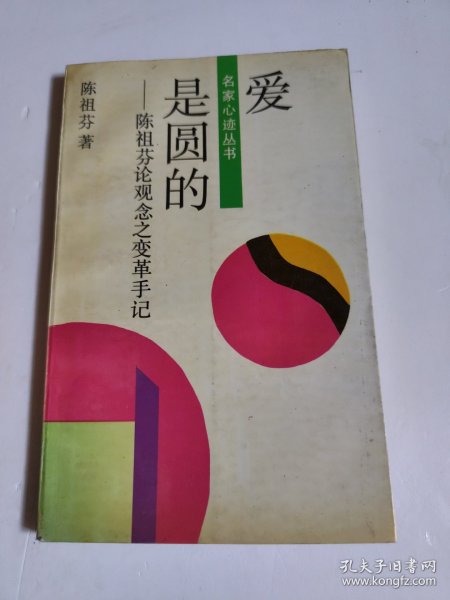 爱
名家心迹丛书
是圆的
——陈祖芬论观念之变革手记
陈祖芬著
孔夫子旧书网
www.kongfz.com